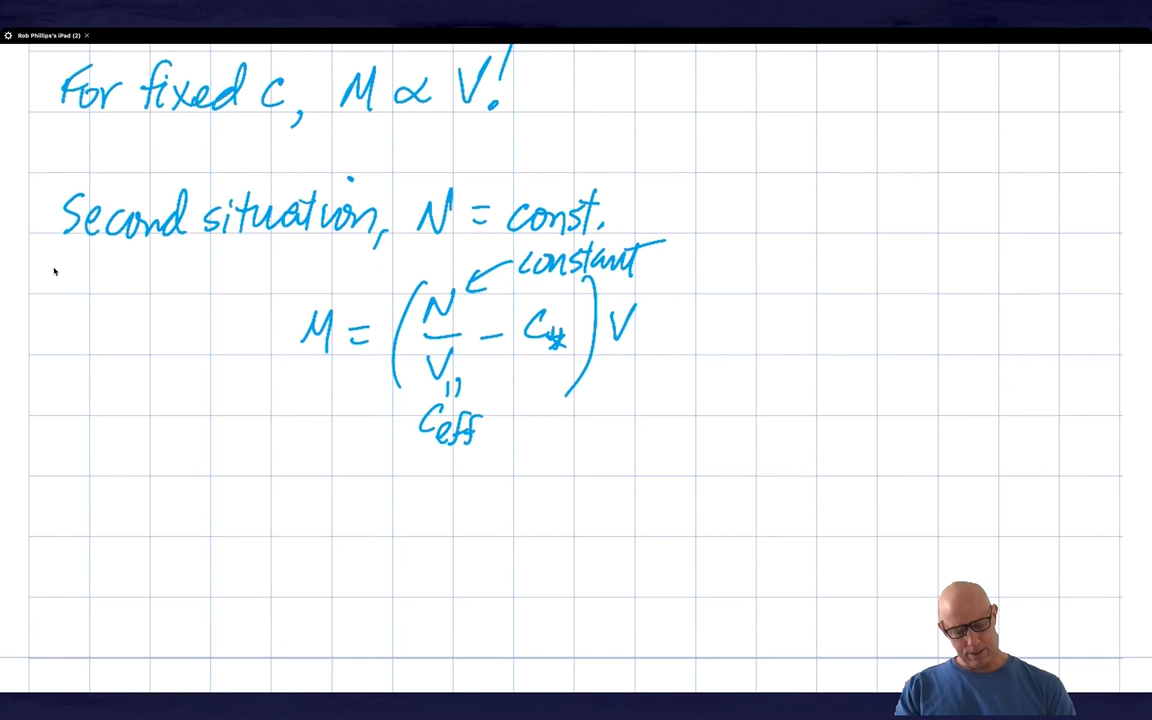 Rob Phillips's iPad (2)
For fixed c, M ∝ V!
Second situation, N = const.
constant
M = (N/V - C*) V
Ceff